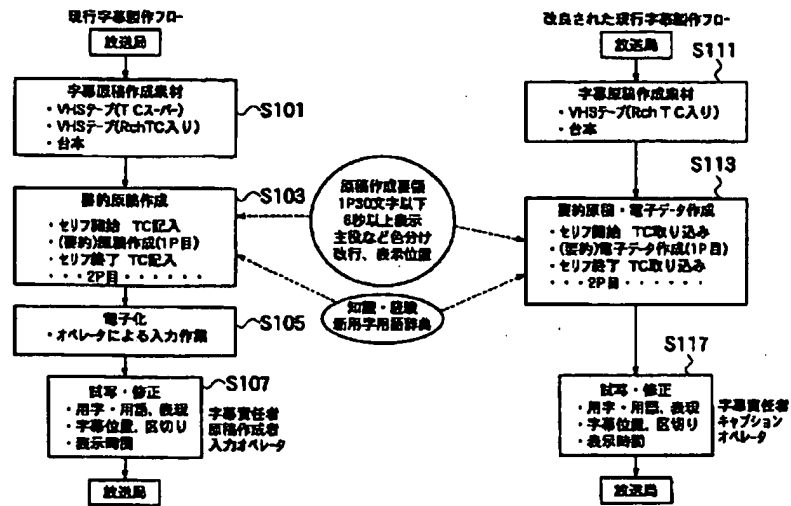 現行字幕製作フロー
放送局
字幕原稿作成素材
・VHSテープ(TCスーパー)
・VHSテープ(RchTC入り)
・台本
S101
要約原稿作成
・セリフ開始 TC記入
・(要約)原稿作成(1P目)
・セリフ終了 TC記入
・・・2P目・・・・・・
S103
電子化
・オペレータによる入力作業
S105
試写・修正
・用字・用語、表現
・字幕位置、区切り
・表示時間
S107
字幕責任者
原稿作成者
入力オペレータ
放送局
原稿作成要領
1P30文字以下
6秒以上表示
主役など色分け
改行、表示位置
知識・経験
新用字用語辞典
改良された現行字幕製作フロー
放送局
S111
字幕原稿作成素材
・VHSテープ(RchTC入り)
・台本
S113
要約原稿・電子データ作成
・セリフ開始 TC取り込み
・(要約)電子データ作成(1P目)
・セリフ終了 TC取り込み
・・・2P目・・・・・・
S117
試写・修正
・用字・用語、表現
・字幕位置、区切り
・表示時間
字幕責任者
キャプション
オペレータ
放送局